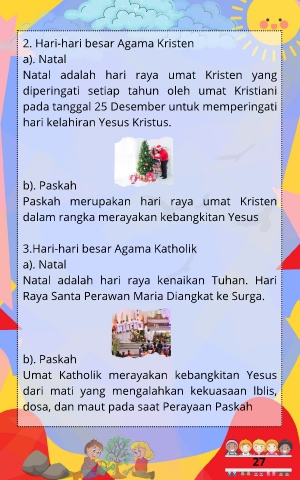 2. Hari-hari besar Agama Kristen
a). Natal
Natal adalah hari raya umat Kristen yang
diperingati setiap tahun oleh umat Kristiani
pada tanggal 25 Desember untuk memperingati
hari kelahiran Yesus Kristus.
b). Paskah
Paskah merupakan hari raya umat Kristen
dalam rangka merayakan kebangkitan Yesus
3.Hari-hari besar Agama Katholik
a). Natal
Natal adalah hari raya kenaikan Tuhan. Hari
Raya Santa Perawan Maria Diangkat ke Surga.
b). Paskah
Umat Katholik merayakan kebangkitan Yesus
dari mati yang mengalahkan kekuasaan Iblis,
dosa, dan maut pada saat Perayaan Paskah
27